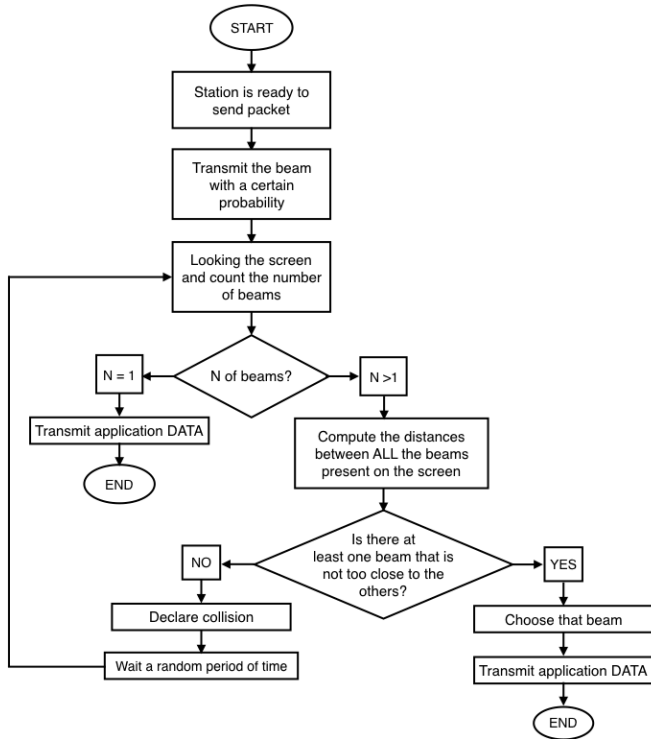 START
Station is ready to
send packet
Transmit the beam
with a certain
probability
Looking the screen
and count the number
of beams
N of beams?
N = 1
N >1
Transmit application DATA
END
Compute the distances
between ALL the beams
present on the screen
Is there at
least one beam that is
not too close to the
others?
NO
YES
Declare collision
Wait a random period of time
Choose that beam
Transmit application DATA
END